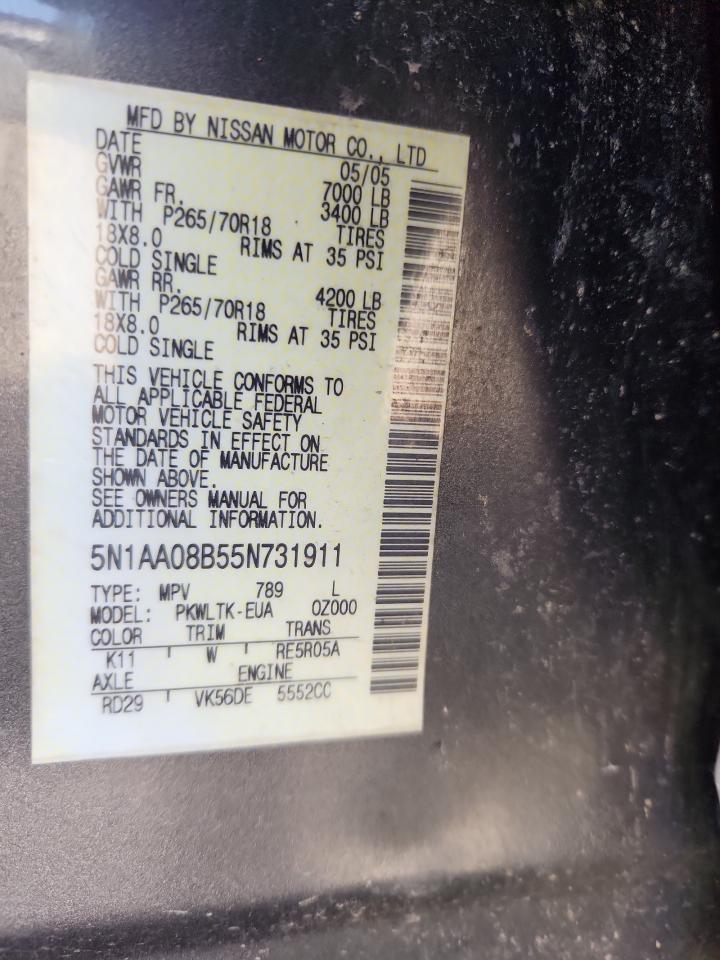 MFD BY NISSAN MOTOR CO., LTD
DATE 05/05
GVWR 7000 LB
GAWR FR. 3400 LB
WITH P265/70R18 TIRES
18X8.0 RIMS AT 35 PSI
COLD SINGLE
GAWR RR. 4200 LB
WITH P265/70R18 TIRES
18X8.0 RIMS AT 35 PSI
COLD SINGLE
THIS VEHICLE CONFORMS TO
ALL APPLICABLE FEDERAL
MOTOR VEHICLE SAFETY
STANDARDS IN EFFECT ON
THE DATE OF MANUFACTURE
SHOWN ABOVE.
SEE OWNERS MANUAL FOR
ADDITIONAL INFORMATION.
5N1AA08B55N731911
TYPE: MPV 789 L
MODEL: PKWLTK-EUA 0Z000
COLOR TRIM TRANS
K11 W RE5R05A
AXLE ENGINE
RD29 VK56DE 5552CC